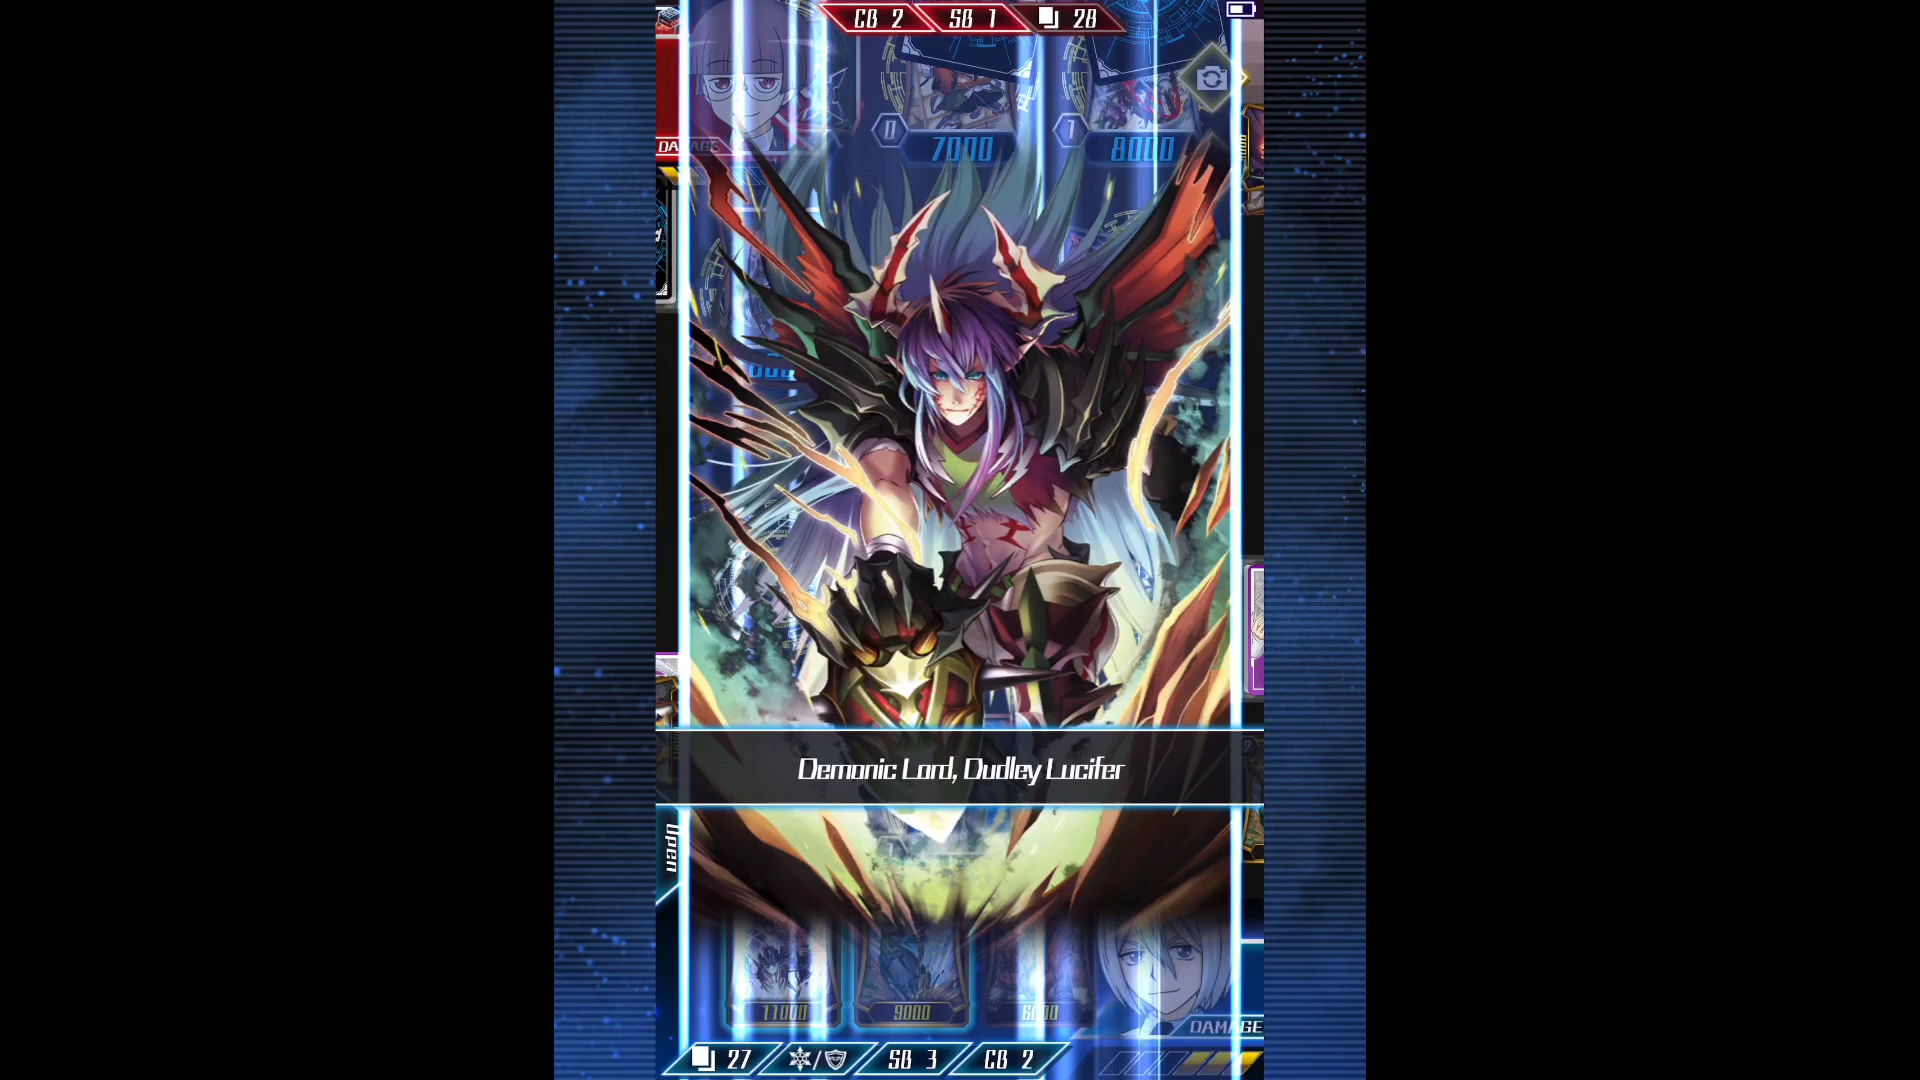 CB 2 SB 1 28
DAMAGE
0 7000 1 8000
Demonic Lord, Dudley Lucifer
Open
11000 9000 6000
DAMAGE
27 / SB 3 CB 2